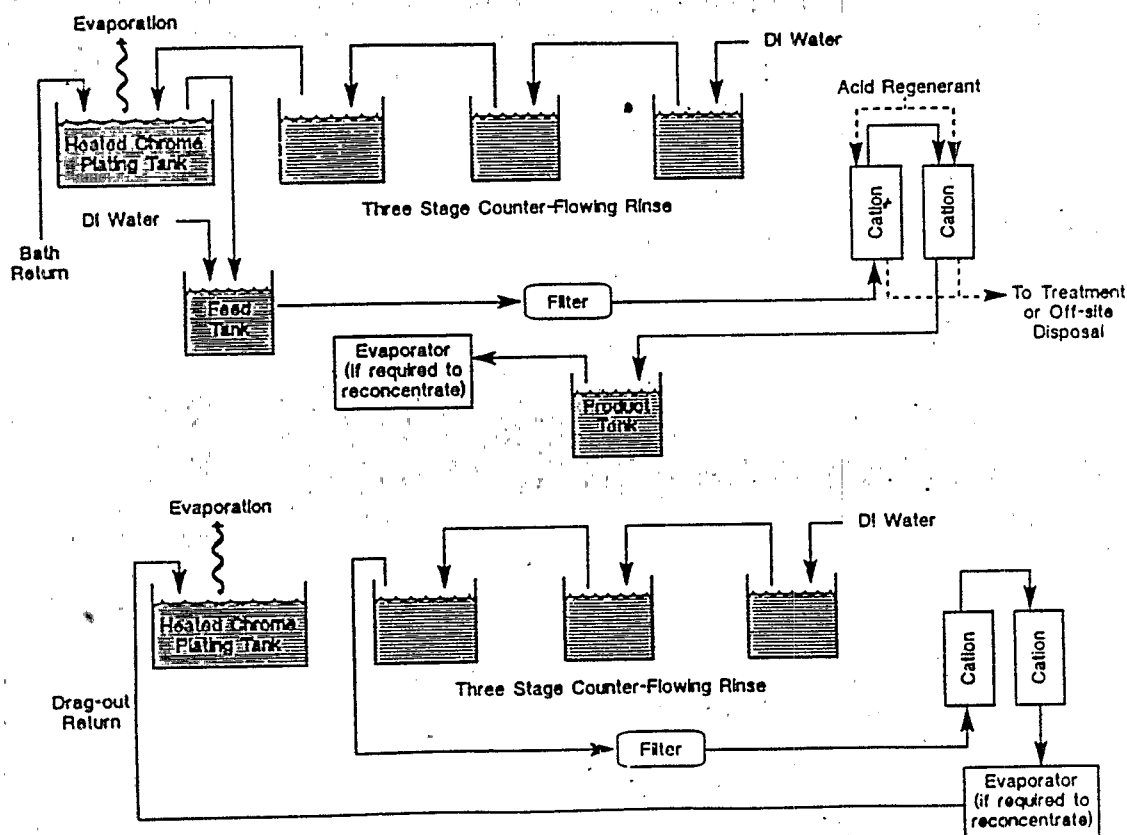 Evaporation
DI Water
Acid Regenerant
Heated Chrome
Plating Tank
Cation
Cation
Three Stage Counter-Flowing Rinse
DI Water
Bath
Return
Feed
Tank
Filter
To Treatment
or Off-site
Disposal
Evaporator
(If required to
reconcentrate)
Product
Tank
Evaporation
DI Water
Heated Chrome
Plating Tank
Cation
Cation
Three Stage Counter-Flowing Rinse
Drag-out
Return
Filter
Evaporator
(if required to
reconcentrate)